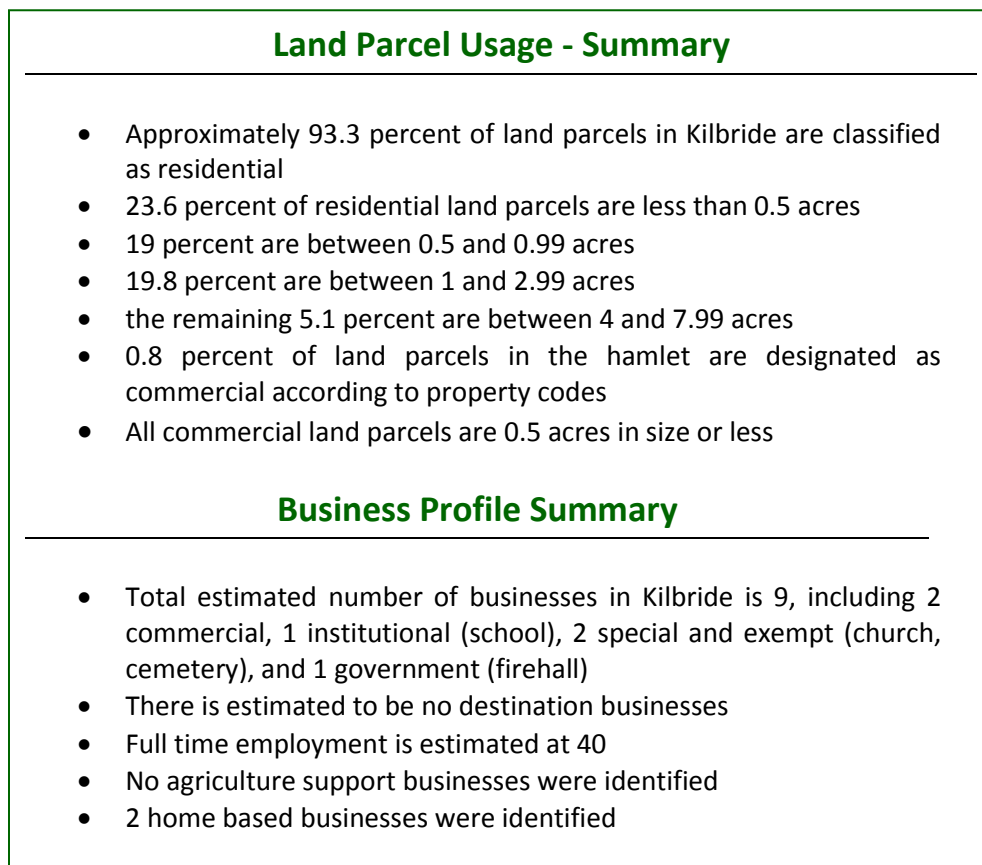 Land Parcel Usage - Summary
• Approximately 93.3 percent of land parcels in Kilbride are classified
as residential
• 23.6 percent of residential land parcels are less than 0.5 acres
• 19 percent are between 0.5 and 0.99 acres
• 19.8 percent are between 1 and 2.99 acres
• the remaining 5.1 percent are between 4 and 7.99 acres
• 0.8 percent of land parcels in the hamlet are designated as
commercial according to property codes
• All commercial land parcels are 0.5 acres in size or less
Business Profile Summary
• Total estimated number of businesses in Kilbride is 9, including 2
commercial, 1 institutional (school), 2 special and exempt (church,
cemetery), and 1 government (firehall)
• There is estimated to be no destination businesses
• Full time employment is estimated at 40
• No agriculture support businesses were identified
• 2 home based businesses were identified